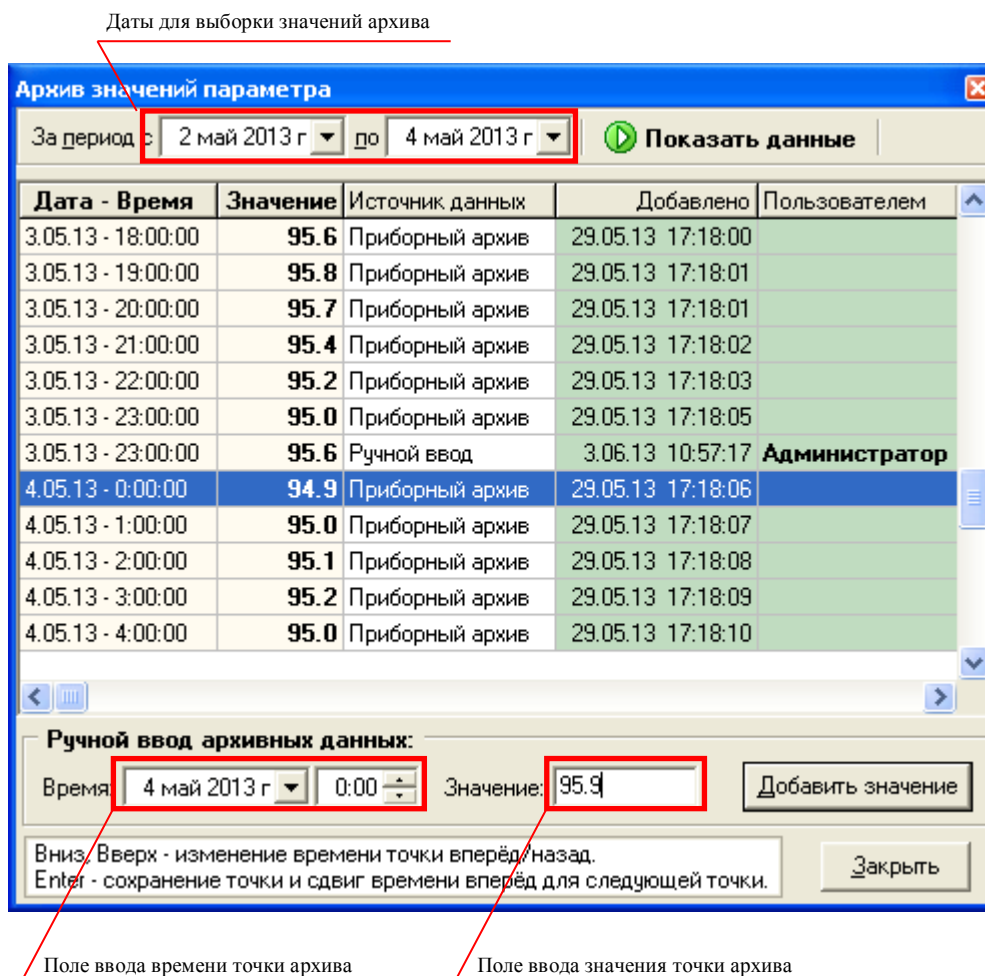 Даты для выборки значений архива
Архив значений параметра
За период с 2 май 2013 г по 4 май 2013 г Показать данные
Дата - Время Значение Источник данных Добавлено Пользователем
3.05.13 - 18:00:00 95.6 Приборный архив 29.05.13 17:18:00
3.05.13 - 19:00:00 95.8 Приборный архив 29.05.13 17:18:01
3.05.13 - 20:00:00 95.7 Приборный архив 29.05.13 17:18:01
3.05.13 - 21:00:00 95.4 Приборный архив 29.05.13 17:18:02
3.05.13 - 22:00:00 95.2 Приборный архив 29.05.13 17:18:03
3.05.13 - 23:00:00 95.0 Приборный архив 29.05.13 17:18:05
3.05.13 - 23:00:00 95.6 Ручной ввод 3.06.13 10:57:17 Администратор
4.05.13 - 0:00:00 94.9 Приборный архив 29.05.13 17:18:06
4.05.13 - 1:00:00 95.0 Приборный архив 29.05.13 17:18:07
4.05.13 - 2:00:00 95.1 Приборный архив 29.05.13 17:18:08
4.05.13 - 3:00:00 95.2 Приборный архив 29.05.13 17:18:09
4.05.13 - 4:00:00 95.0 Приборный архив 29.05.13 17:18:10
Ручной ввод архивных данных:
Время: 4 май 2013 г 0:00 Значение: 95.9 Добавить значение
Вниз, Вверх - изменение времени точки вперёд/назад.
Enter - сохранение точки и сдвиг времени вперёд для следующей точки.
Закрыть
Поле ввода времени точки архива Поле ввода значения точки архива